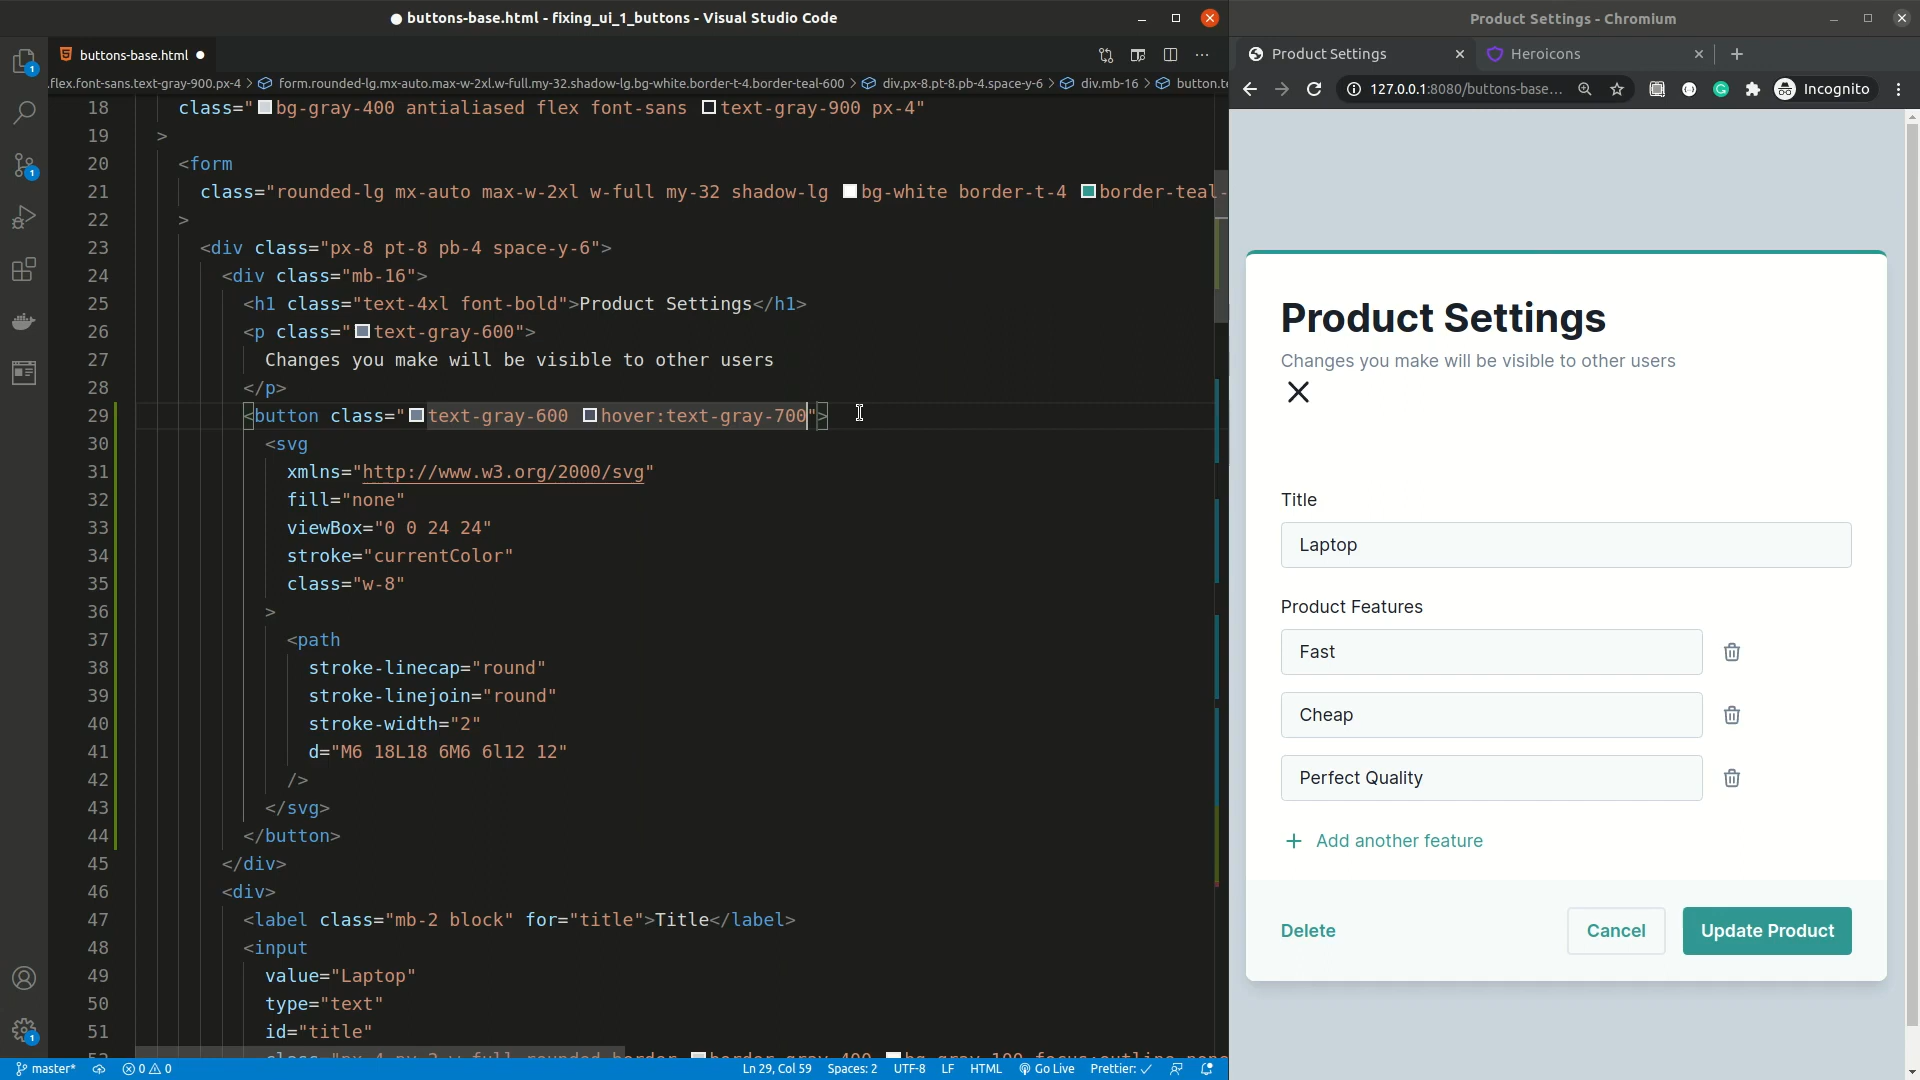 ● buttons-base.html - fixing_ui_1_buttons - Visual Studio Code
buttons-base.html ●
.flex.font-sans.text-gray-900.px-4 > form.rounded-lg.mx-auto.max-w-2xl.w-full.my-32.shadow-lg.bg-white.border-t-4.border-teal-600 > div.px-8.pt-8.pb-4.space-y-6 > div.mb-16 > button.te
18 class="bg-gray-400 antialiased flex font-sans text-gray-900 px-4"
19 >
20 <form
21 class="rounded-lg mx-auto max-w-2xl w-full my-32 shadow-lg bg-white border-t-4 border-teal-
22 >
23 <div class="px-8 pt-8 pb-4 space-y-6">
24 <div class="mb-16">
25 <h1 class="text-4xl font-bold">Product Settings</h1>
26 <p class="text-gray-600">
27 Changes you make will be visible to other users
28 </p>
29 <button class="text-gray-600 hover:text-gray-700">
30 <svg
31 xmlns="http://www.w3.org/2000/svg"
32 fill="none"
33 viewBox="0 0 24 24"
34 stroke="currentColor"
35 class="w-8"
36 >
37 <path
38 stroke-linecap="round"
39 stroke-linejoin="round"
40 stroke-width="2"
41 d="M6 18L18 6M6 6l12 12"
42 />
43 </svg>
44 </button>
45 </div>
46 <div>
47 <label class="mb-2 block" for="title">Title</label>
48 <input
49 value="Laptop"
50 type="text"
51 id="title"
1
1
1
master*
0 0
Ln 29, Col 59
Spaces: 2
UTF-8
LF
HTML
Go Live
Prettier: ✓
Product Settings - Chromium
Product Settings
Heroicons
127.0.0.1:8080/buttons-base...
Incognito
Product Settings
Changes you make will be visible to other users
Title
Laptop
Product Features
Fast
Cheap
Perfect Quality
Add another feature
Delete
Cancel
Update Product